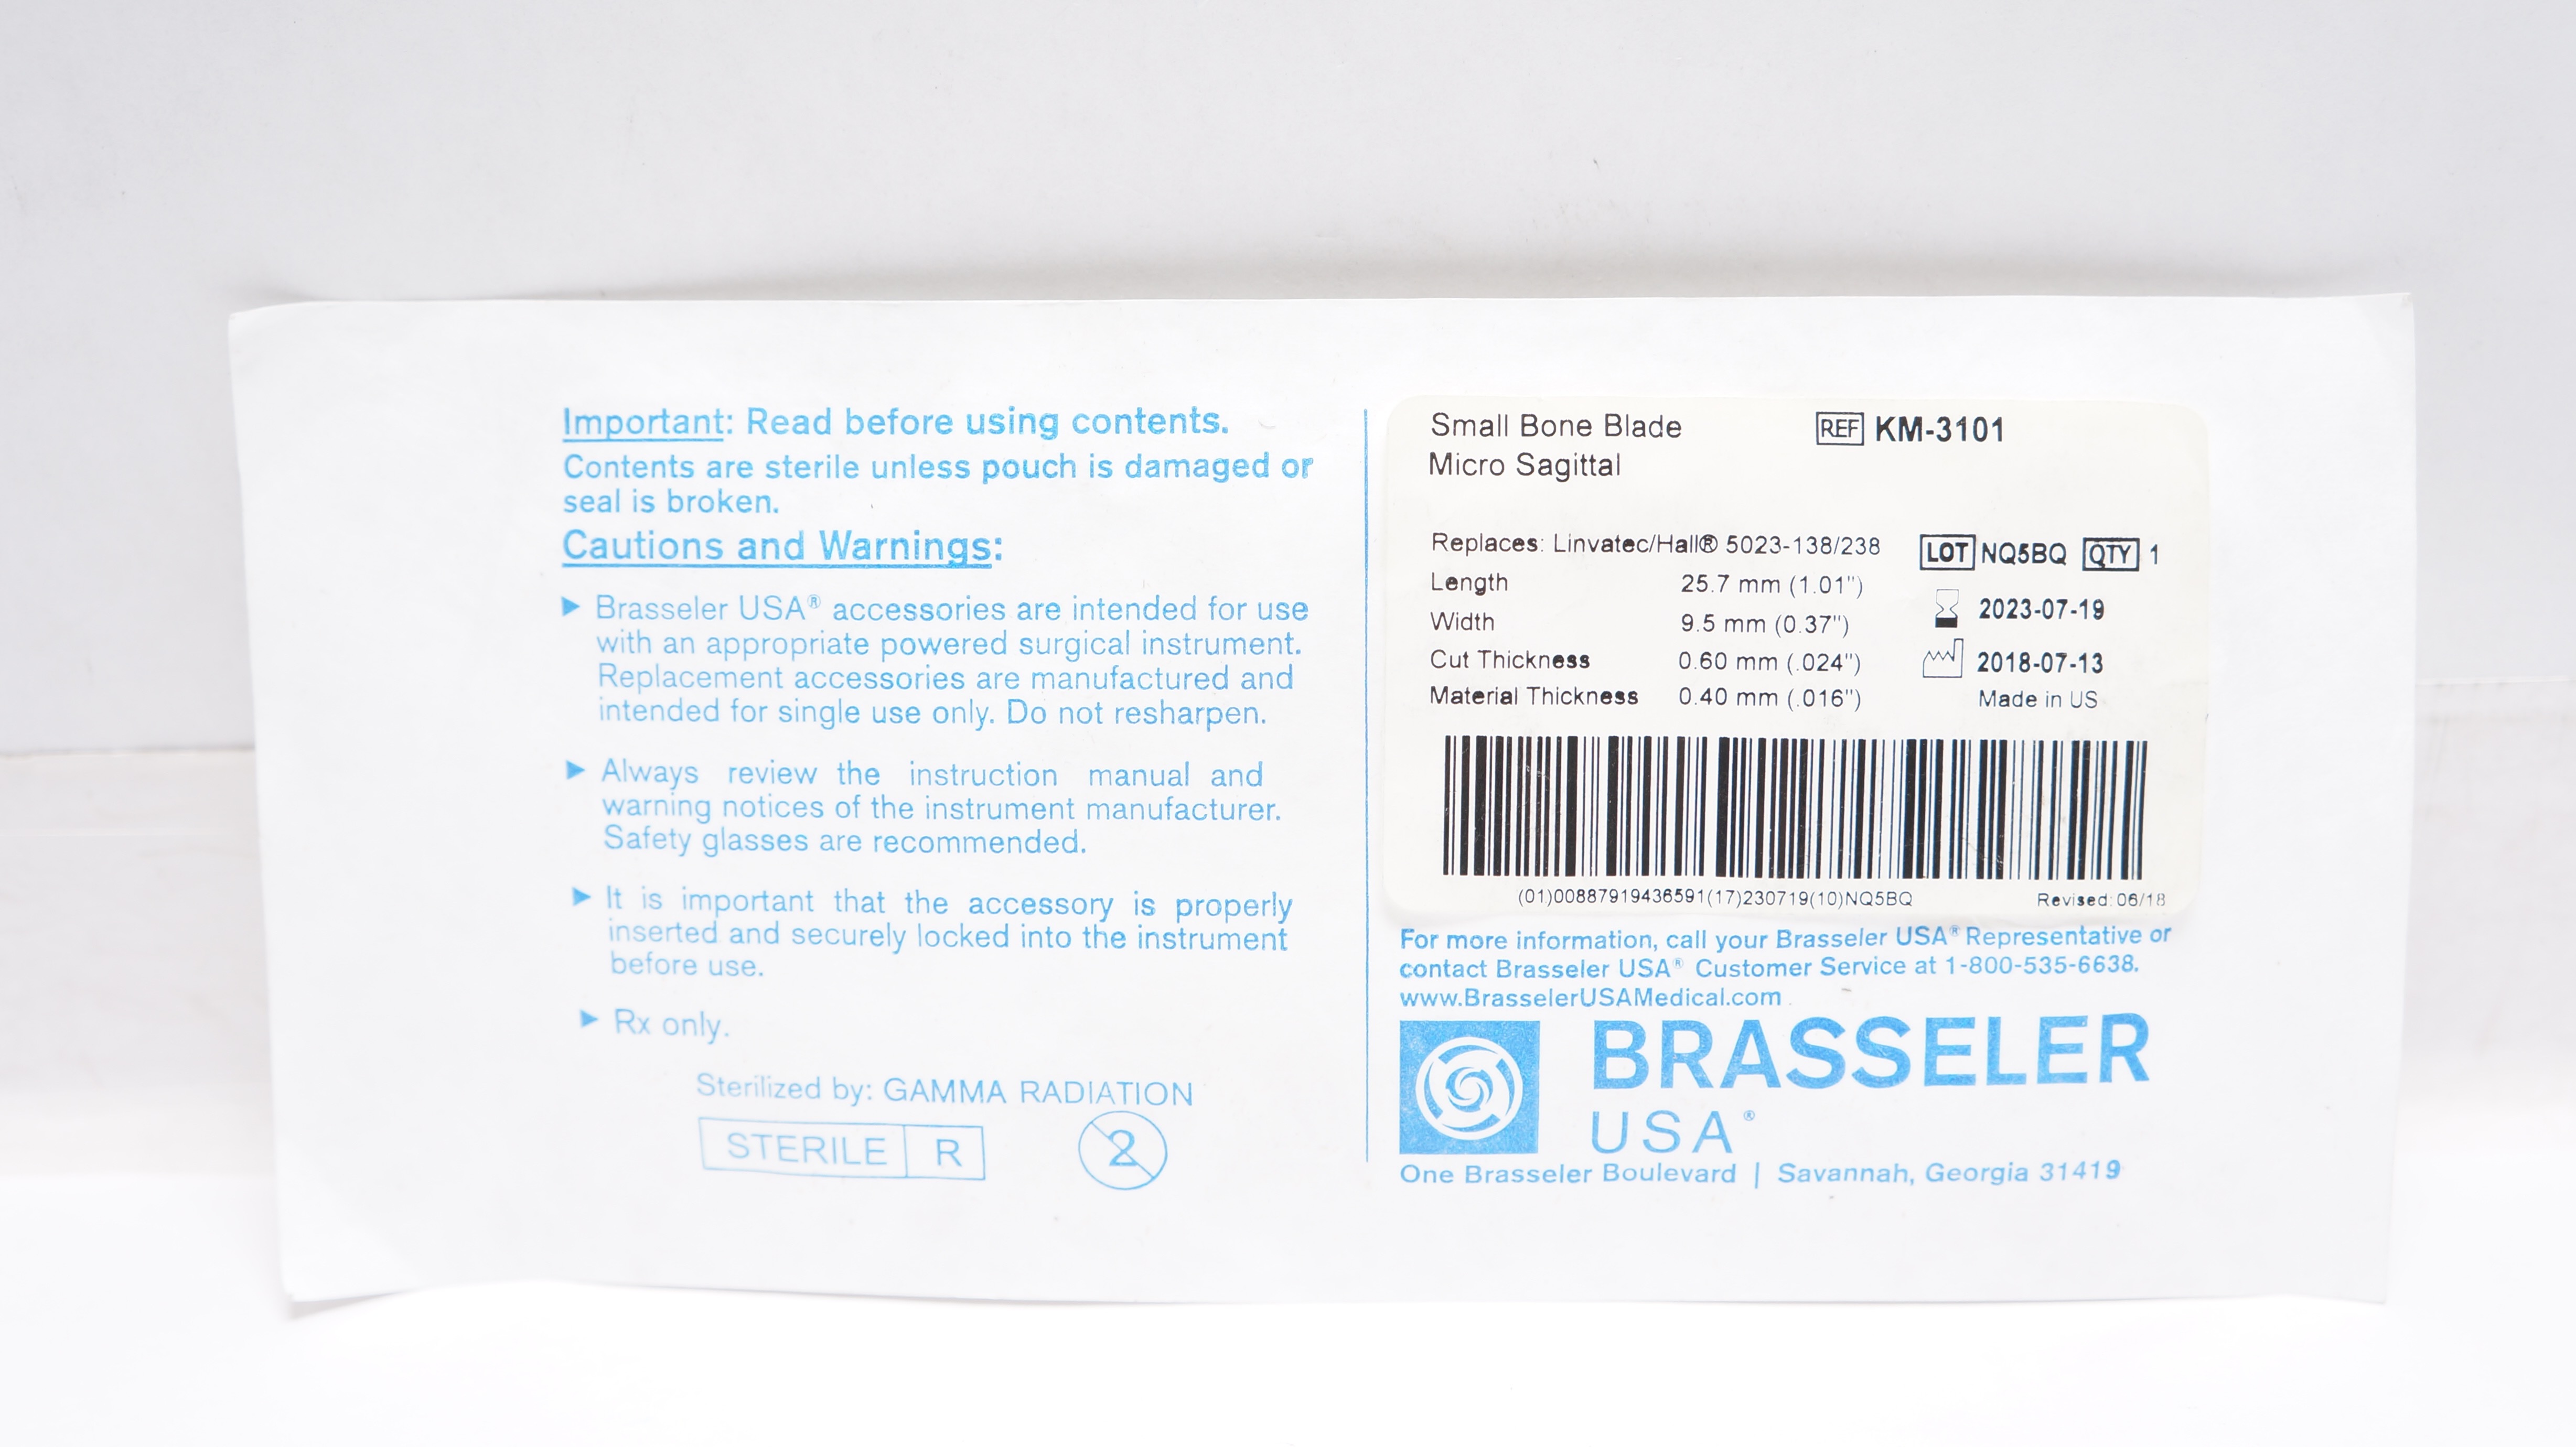 Important: Read before using contents.
Contents are sterile unless pouch is damaged or
seal is broken.
Cautions and Warnings:
► Brasseler USA® accessories are intended for use
with an appropriate powered surgical instrument.
Replacement accessories are manufactured and
intended for single use only. Do not resharpen.
► Always review the instruction manual and
warning notices of the instrument manufacturer.
Safety glasses are recommended.
► It is important that the accessory is properly
inserted and securely locked into the instrument
before use.
► Rx only.
Sterilized by: GAMMA RADIATION
STERILE R
2
Small Bone Blade REF KM-3101
Micro Sagittal
Replaces: Linvatec/Hall® 5023-138/238
LOT NQ5BQ QTY 1
Length 25.7 mm (1.01")
2023-07-19
Width 9.5 mm (0.37")
Cut Thickness 0.60 mm (.024")
2018-07-13
Material Thickness 0.40 mm (.016")
Made in US
(01)00887919436591(17)230719(10)NQ5BQ
Revised: 06/18
For more information, call your Brasseler USA® Representative or
contact Brasseler USA® Customer Service at 1-800-535-6638.
www.BrasselerUSAMedical.com
BRASSELER
USA®
One Brasseler Boulevard | Savannah, Georgia 31419